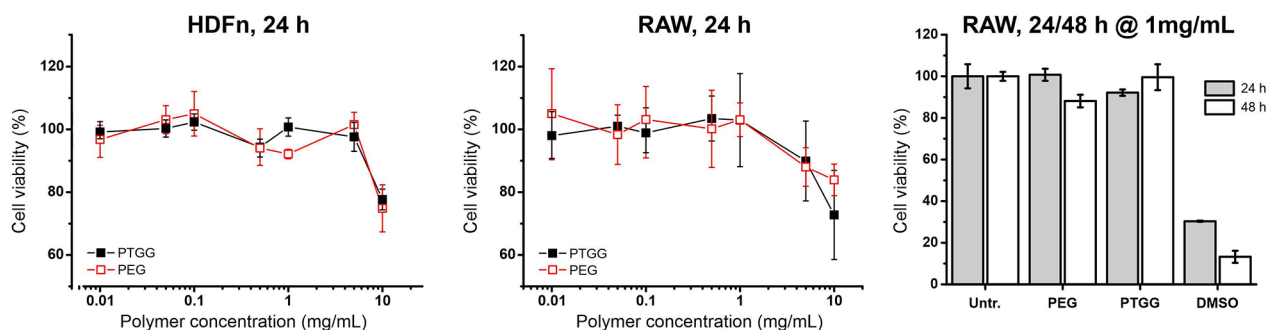 HDFn, 24 h
Cell viability (%)
120
100
80
60
0.01
0.1
1
10
Polymer concentration (mg/mL)
PTGG
PEG
RAW, 24 h
Cell viability (%)
120
100
80
60
0.01
0.1
1
10
Polymer concentration (mg/mL)
PTGG
PEG
RAW, 24/48 h @ 1mg/mL
Cell viability (%)
120
100
80
60
40
20
0
24 h
48 h
Untr.
PEG
PTGG
DMSO